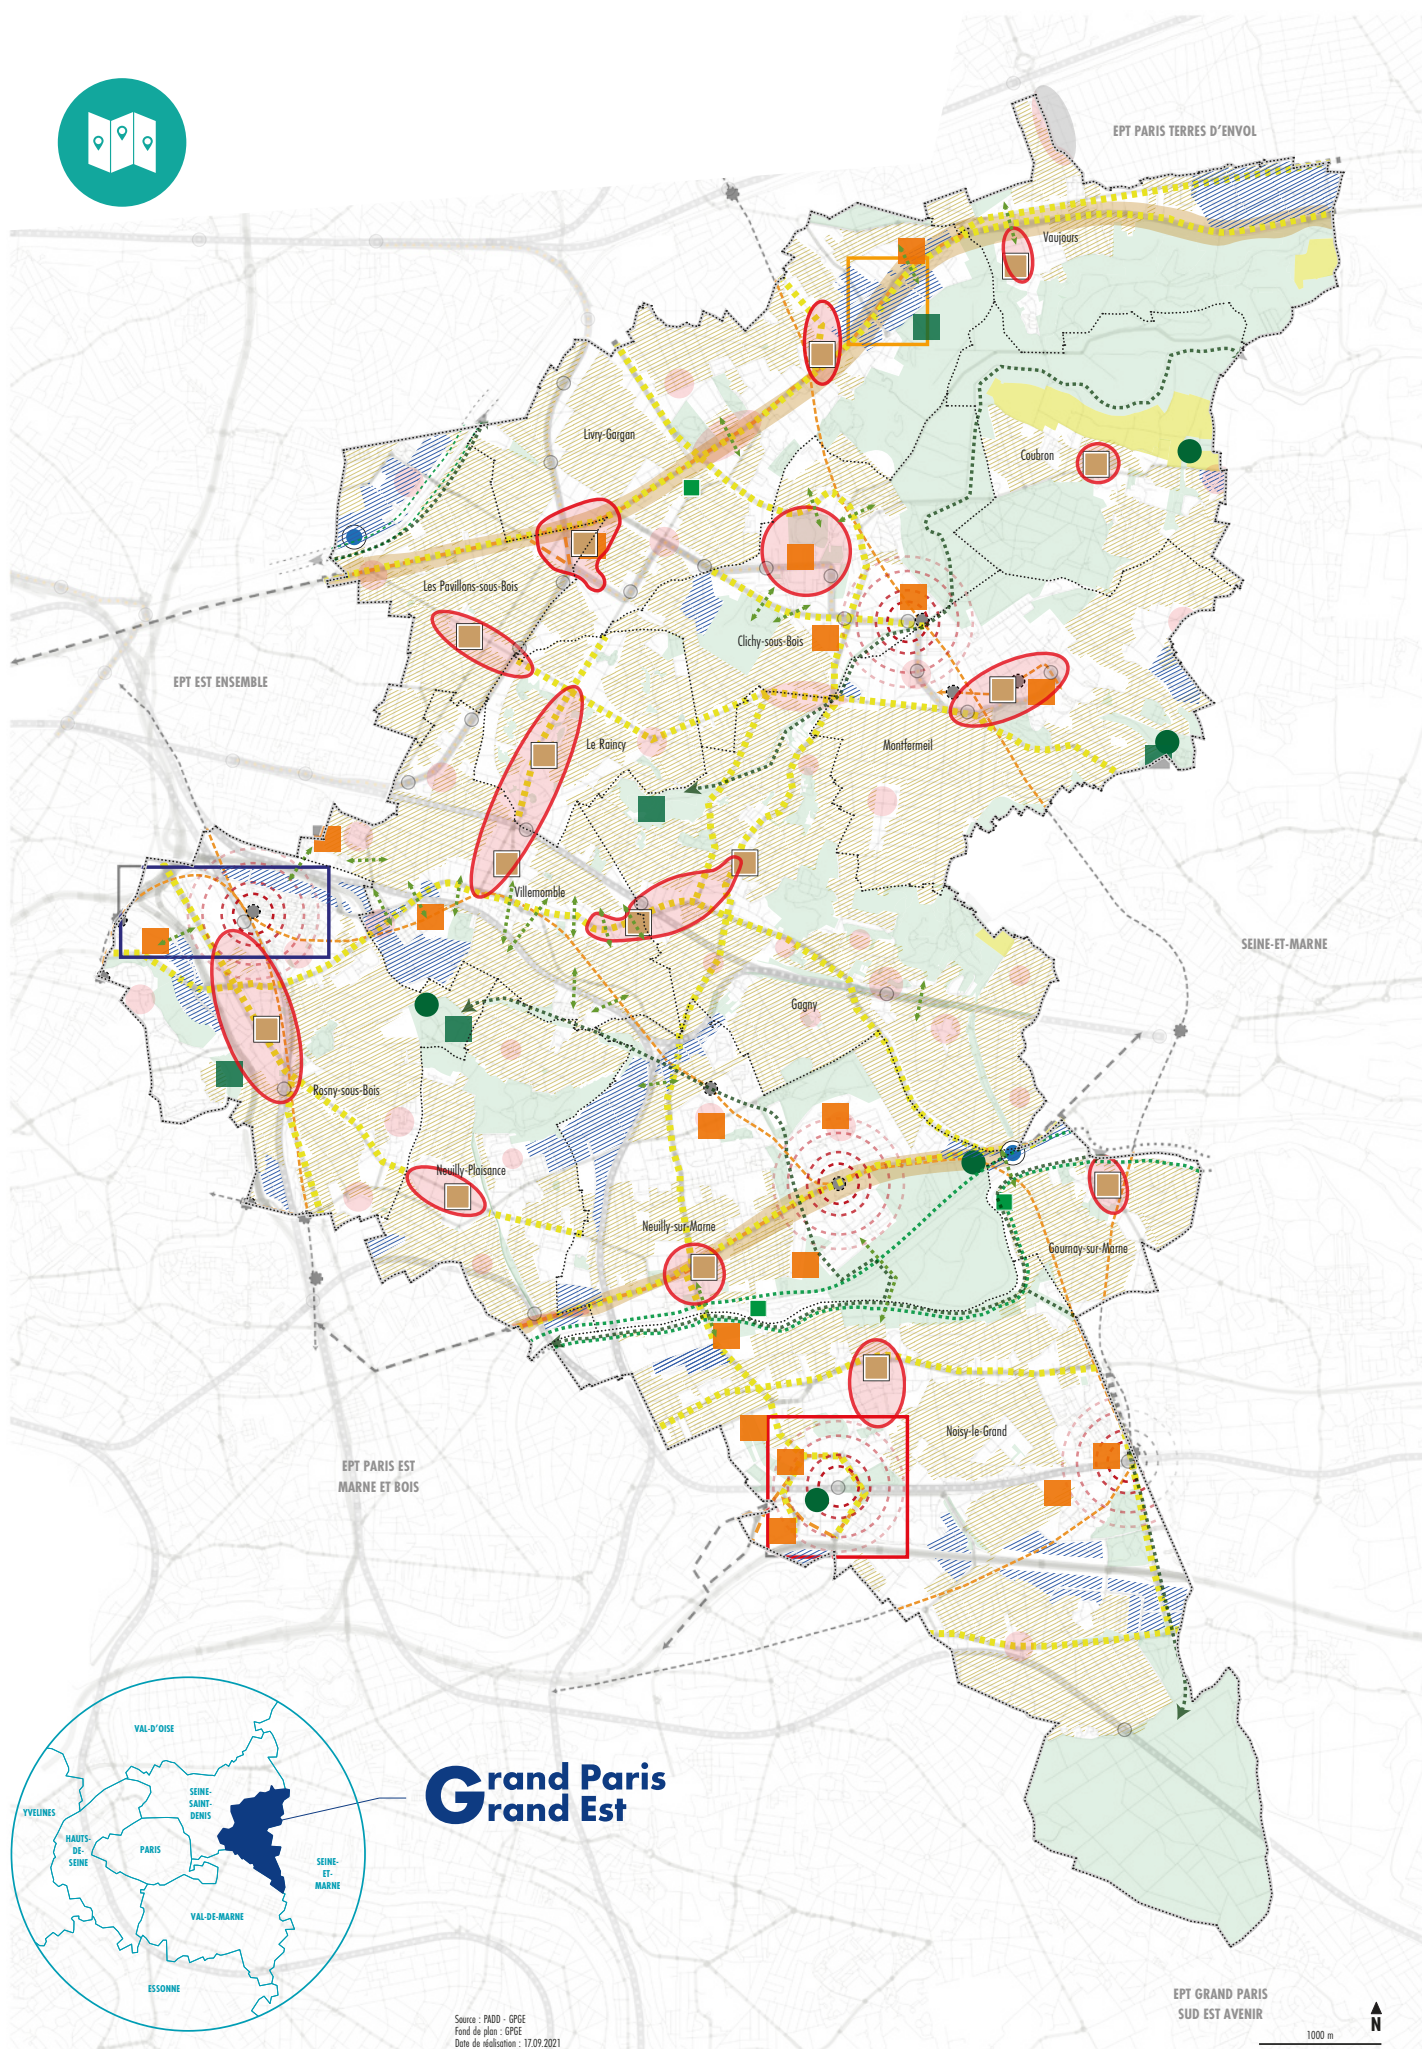 EPT PARIS TERRES D'ENVOL
Vaujours
Livry-Gargan
Coubron
Les Pavillons-sous-Bois
Clichy-sous-Bois
EPT EST ENSEMBLE
Le Raincy
Montfermeil
Villemomble
SEINE-ET-MARNE
Gagny
Rosny-sous-Bois
Neuilly-Plaisance
Neuilly-sur-Marne
Gournay-sur-Marne
Noisy-le-Grand
EPT PARIS EST
MARNE ET BOIS
VAL-D'OISE
SEINE-
SAINT-
DENIS
YVELINES
HAUTS-
DE-
SEINE
PARIS
SEINE-
ET-
MARNE
VAL-DE-MARNE
ESSONNE
Grand Paris
Grand Est
EPT GRAND PARIS
SUD EST AVENIR
N
1000 m
Source : PADD - GPGE
Fond de plan : GPGE
Date de réalisation : 17.09.2021